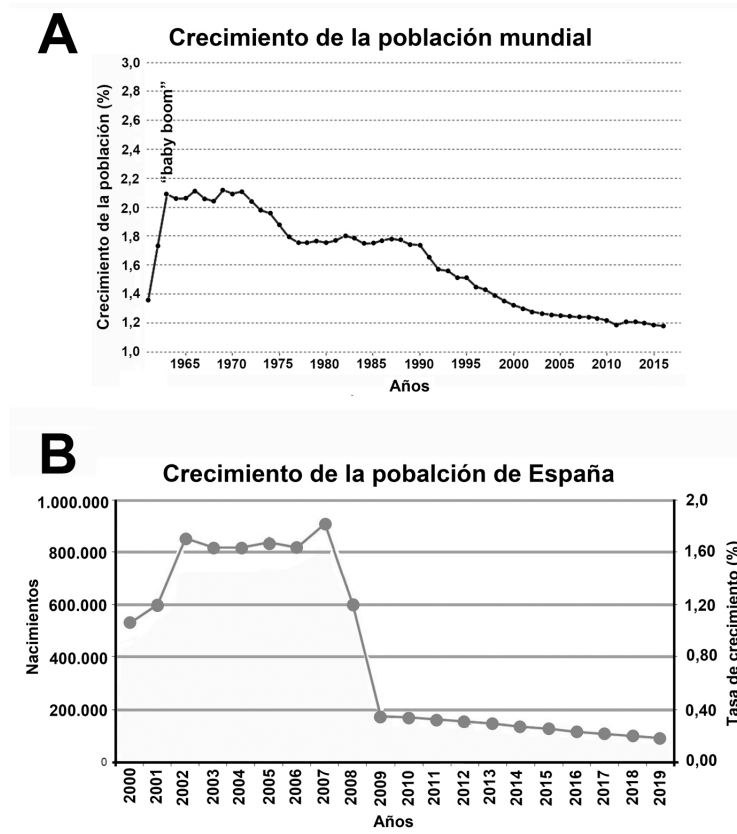 A
Crecimiento de la población mundial
Crecimiento de la población (%)
3,0
2,8
2,6
2,4
2,2
2,0
1,8
1,6
1,4
1,2
1,0
“baby boom”
1965 1970 1975 1980 1985 1990 1995 2000 2005 2010 2015
Años
B
Crecimiento de la pobalción de España
Nacimientos
1.000.000
800.000
600.000
400.000
200.000
0
2,0
1,60
1,20
0,80
0,40
0,00
Tasa de crecimiento (%)
2000 2001 2002 2003 2004 2005 2006 2007 2008 2009 2010 2011 2012 2013 2014 2015 2016 2017 2018 2019
Años